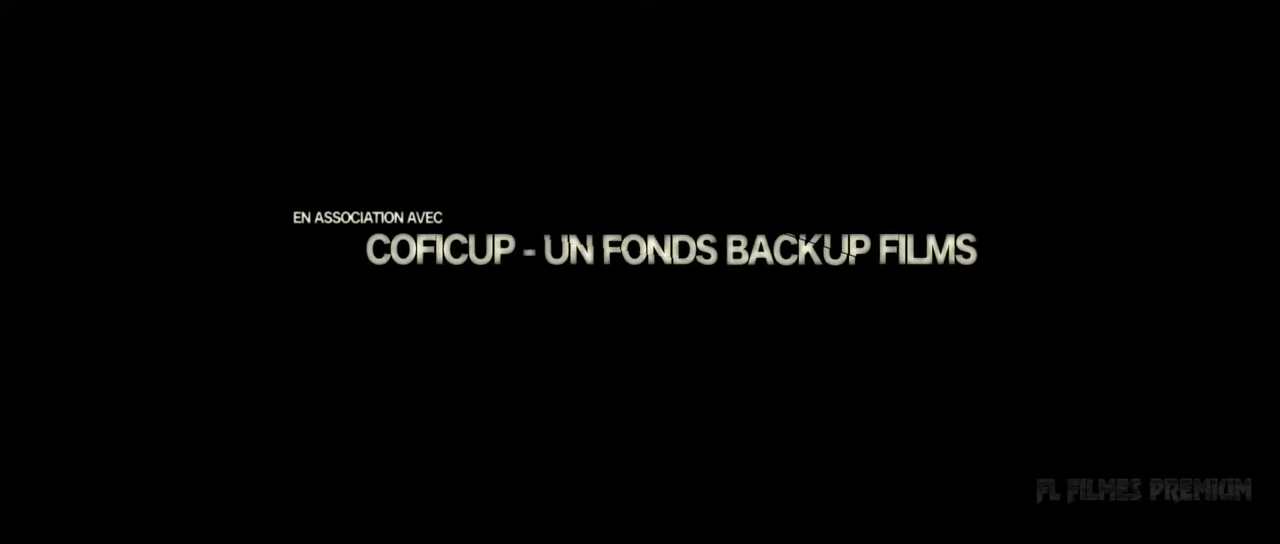 EN ASSOCIATION AVEC
COFICUP - UN FONDS BACKUP FILMS
FL FILMES PREMIUM